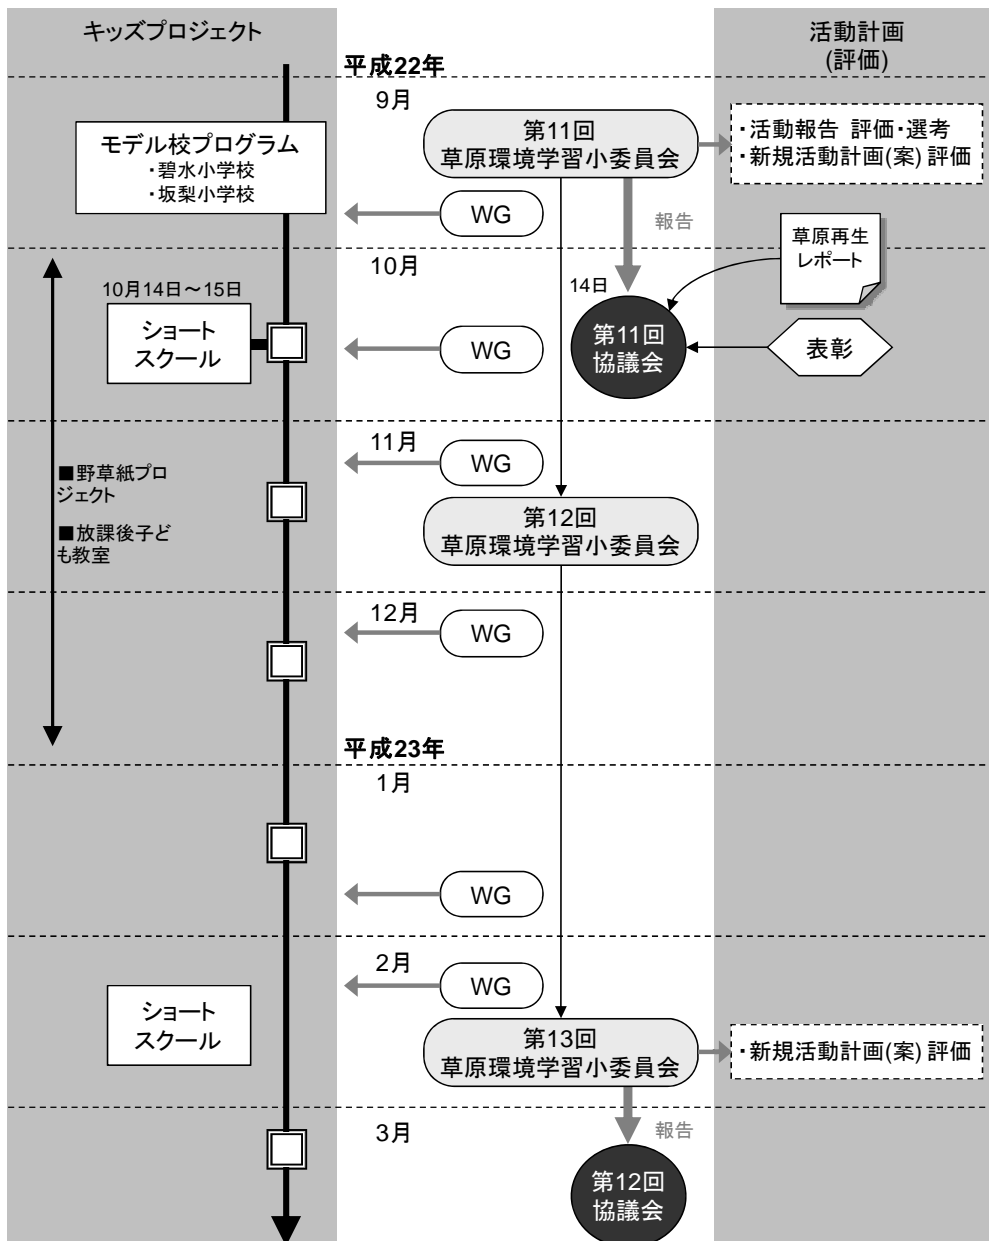 キッズプロジェクト
活動計画
(評価)
平成22年
9月
モデル校プログラム
・碧水小学校
・坂梨小学校
第11回
草原環境学習小委員会
・活動報告 評価・選考
・新規活動計画(案) 評価
WG
報告
10月
10月14日～15日
ショート
スクール
WG
14日
第11回
協議会
草原再生
レポート
表彰
11月
WG
■野草紙プロ
ジェクト
■放課後子ど
も教室
第12回
草原環境学習小委員会
12月
WG
平成23年
1月
WG
2月
WG
ショート
スクール
第13回
草原環境学習小委員会
・新規活動計画(案) 評価
3月
報告
第12回
協議会